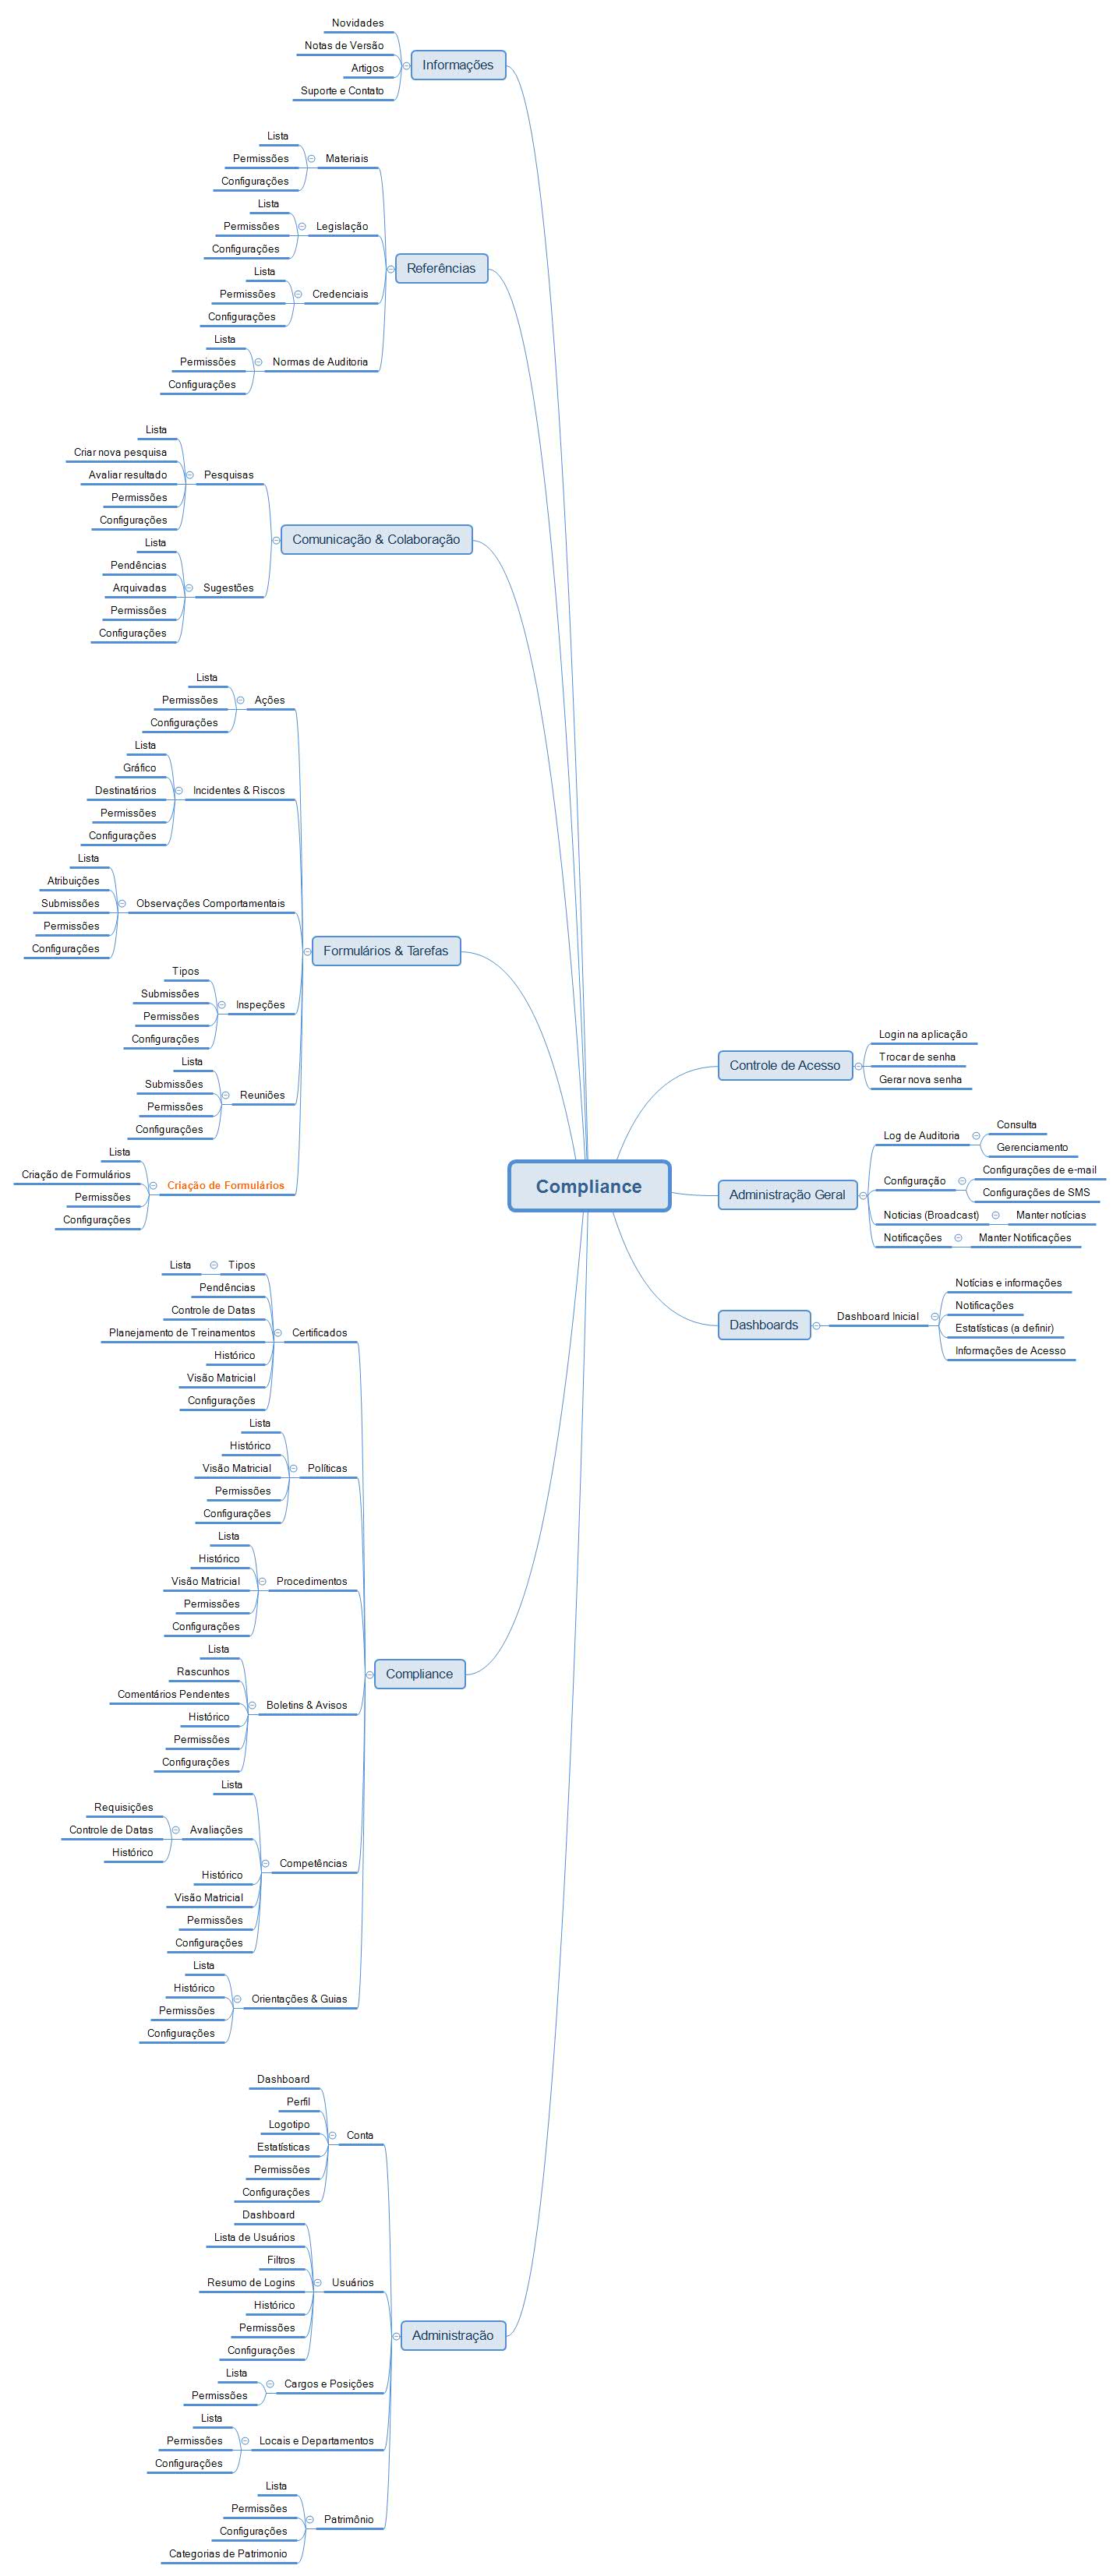 Novidades
Notas de Versão
Artigos
Suporte e Contato
Informações
Lista
Permissões
Configurações
Materiais
Lista
Permissões
Configurações
Legislação
Lista
Permissões
Configurações
Credenciais
Lista
Permissões
Configurações
Normas de Auditoria
Referências
Lista
Criar nova pesquisa
Avaliar resultado
Permissões
Configurações
Pesquisas
Lista
Pendências
Arquivadas
Permissões
Configurações
Sugestões
Comunicação & Colaboração
Lista
Permissões
Configurações
Ações
Lista
Gráfico
Destinatários
Permissões
Configurações
Incidentes & Riscos
Lista
Atribuições
Submissões
Permissões
Configurações
Observações Comportamentais
Tipos
Submissões
Permissões
Configurações
Inspeções
Lista
Submissões
Permissões
Configurações
Reuniões
Lista
Criação de Formulários
Permissões
Configurações
Criação de Formulários
Formulários & Tarefas
Lista
Tipos
Pendências
Controle de Datas
Planejamento de Treinamentos
Histórico
Visão Matricial
Configurações
Certificados
Lista
Histórico
Visão Matricial
Permissões
Configurações
Políticas
Lista
Histórico
Visão Matricial
Permissões
Configurações
Procedimentos
Lista
Rascunhos
Comentários Pendentes
Histórico
Permissões
Configurações
Boletins & Avisos
Lista
Requisições
Controle de Datas
Histórico
Avaliações
Histórico
Visão Matricial
Permissões
Configurações
Competências
Lista
Histórico
Permissões
Configurações
Orientações & Guias
Compliance
Dashboard
Perfil
Logotipo
Estatísticas
Permissões
Configurações
Conta
Dashboard
Lista de Usuários
Filtros
Resumo de Logins
Histórico
Permissões
Configurações
Usuários
Lista
Permissões
Cargos e Posições
Lista
Permissões
Configurações
Locais e Departamentos
Lista
Permissões
Configurações
Categorias de Patrimonio
Patrimônio
Administração
Compliance
Controle de Acesso
Login na aplicação
Trocar de senha
Gerar nova senha
Administração Geral
Log de Auditoria
Consulta
Gerenciamento
Configuração
Configurações de e-mail
Configurações de SMS
Noticias (Broadcast)
Manter notícias
Notificações
Manter Notificações
Dashboards
Dashboard Inicial
Notícias e informações
Notificações
Estatísticas (a definir)
Informações de Acesso